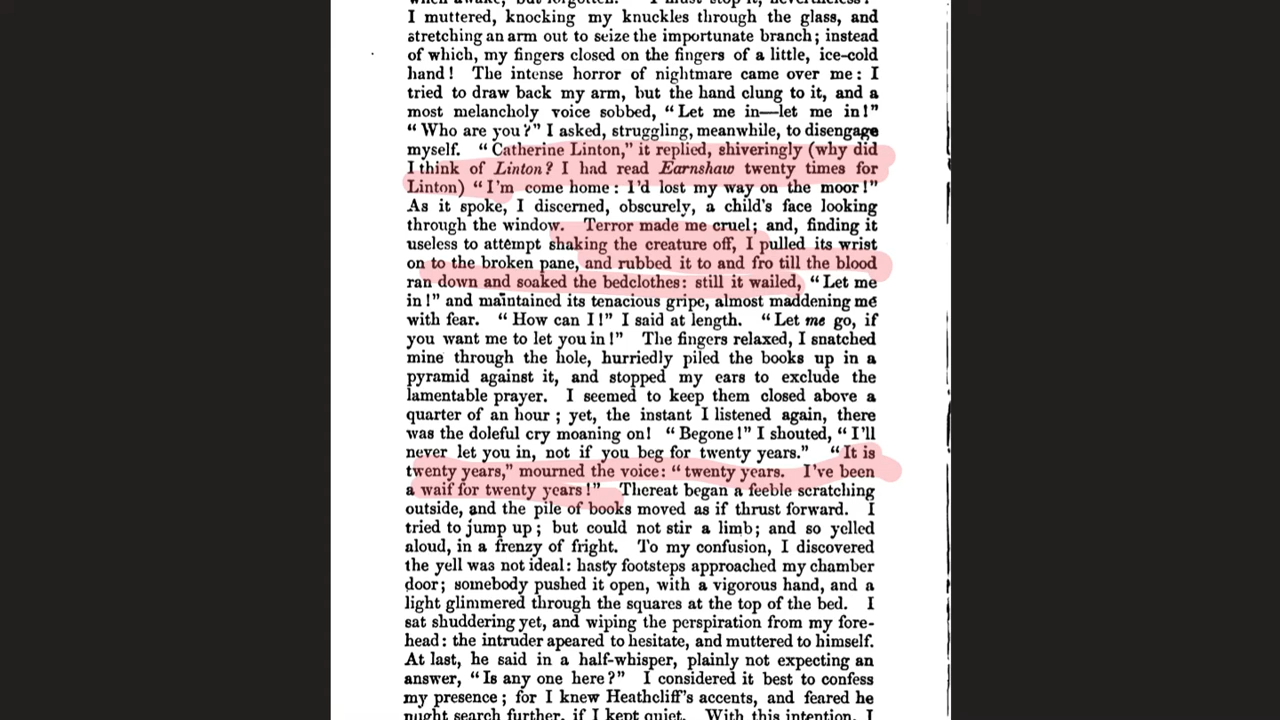 when awake, but forgotten. "I must stop it, nevertheless!"
I muttered, knocking my knuckles through the glass, and
stretching an arm out to seize the importunate branch; instead
of which, my fingers closed on the fingers of a little, ice-cold
hand! The intense horror of nightmare came over me: I
tried to draw back my arm, but the hand clung to it, and a
most melancholy voice sobbed, "Let me in—let me in!"
"Who are you?" I asked, struggling, meanwhile, to disengage
myself. "Catherine Linton," it replied, shiveringly (why did
I think of Linton? I had read Earnshaw twenty times for
Linton) "I'm come home: I'd lost my way on the moor!"
As it spoke, I discerned, obscurely, a child's face looking
through the window. Terror made me cruel; and, finding it
useless to attempt shaking the creature off, I pulled its wrist
on to the broken pane, and rubbed it to and fro till the blood
ran down and soaked the bedclothes: still it wailed, "Let me
in!" and maintained its tenacious gripe, almost maddening me
with fear. "How can I!" I said at length. "Let me go, if
you want me to let you in!" The fingers relaxed, I snatched
mine through the hole, hurriedly piled the books up in a
pyramid against it, and stopped my ears to exclude the
lamentable prayer. I seemed to keep them closed above a
quarter of an hour; yet, the instant I listened again, there
was the doleful cry moaning on! "Begone!" I shouted, "I'll
never let you in, not if you beg for twenty years." "It is
twenty years," mourned the voice: "twenty years. I've been
a waif for twenty years!" Thereat began a feeble scratching
outside, and the pile of books moved as if thrust forward. I
tried to jump up; but could not stir a limb; and so yelled
aloud, in a frenzy of fright. To my confusion, I discovered
the yell was not ideal: hasty footsteps approached my chamber
door; somebody pushed it open, with a vigorous hand, and a
light glimmered through the squares at the top of the bed. I
sat shuddering yet, and wiping the perspiration from my fore-
head: the intruder apeared to hesitate, and muttered to himself.
At last, he said in a half-whisper, plainly not expecting an
answer, "Is any one here?" I considered it best to confess
my presence; for I knew Heathcliff's accents, and feared he
might search further, if I kept quiet. With this intention, I